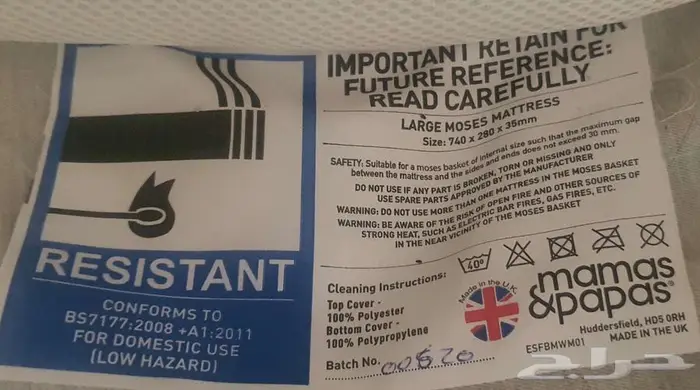 RESISTANT
CONFORMS TO
BS7177:2008 +A1:2011
FOR DOMESTIC USE
(LOW HAZARD)
IMPORTANT RETAIN FOR
FUTURE REFERENCE:
READ CAREFULLY
LARGE MOSES MATTRESS
Size: 740 x 280 x 35mm
SAFETY: Suitable for a moses basket of internal size such that the maximum gap
between the mattress and the sides and ends does not exceed 30 mm.
DO NOT USE IF ANY PART IS BROKEN, TORN OR MISSING AND ONLY
USE SPARE PARTS APPROVED BY THE MANUFACTURER
WARNING: DO NOT USE MORE THAN ONE MATTRESS IN THE MOSES BASKET
WARNING: BE AWARE OF THE RISK OF OPEN FIRE AND OTHER SOURCES OF
STRONG HEAT, SUCH AS ELECTRIC BAR FIRES, GAS FIRES, ETC.
IN THE NEAR VICINITY OF THE MOSES BASKET
40°
Cleaning Instructions:
Top Cover -
100% Polyester
Bottom Cover -
100% Polypropylene
Batch No. 00620
Made in the U.K.
mamas
&papas®
Huddersfield, HD5 0RH
ESFBMWM01 MADE IN THE UK
حراج